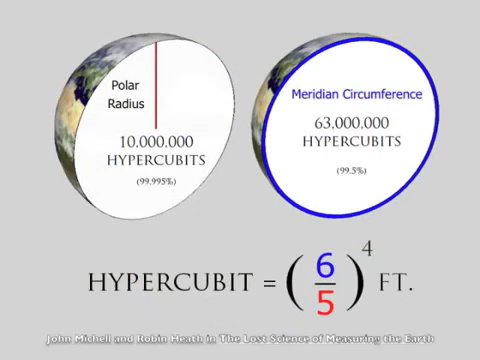 Polar
Radius
10,000,000
HYPERCUBITS
(99.995%)
Meridian Circumference
63,000,000
HYPERCUBITS
(99.5%)
HYPERCUBIT = (6/5)^4 FT.
John Michell and Robin Heath in The Lost Science of Measuring the Earth